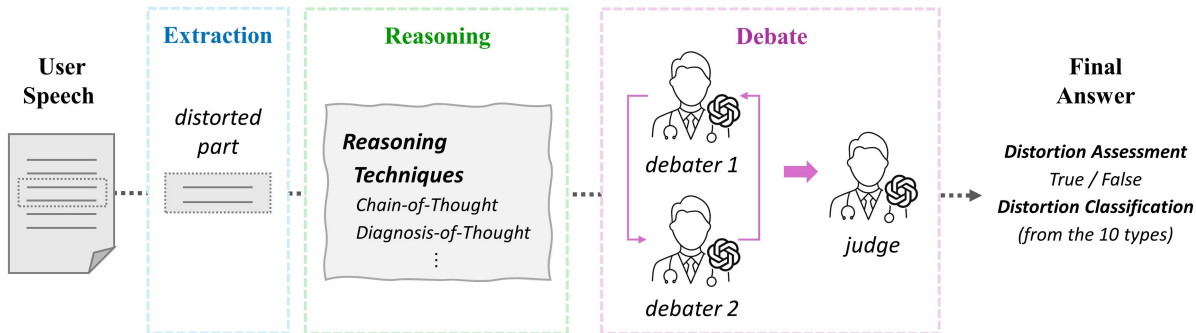 User
Speech
Extraction
distorted
part
Reasoning
Reasoning
Techniques
Chain-of-Thought
Diagnosis-of-Thought
⋮
Debate
debater 1
debater 2
judge
Final
Answer
Distortion Assessment
True / False
Distortion Classification
(from the 10 types)